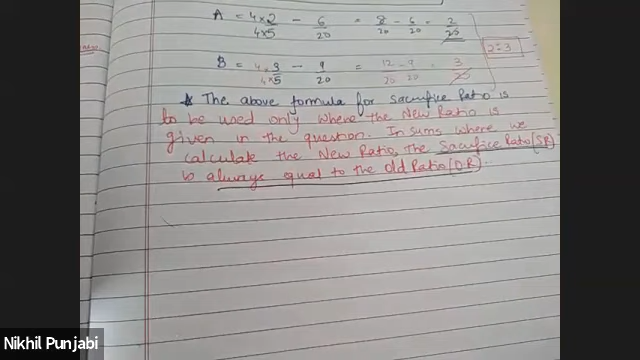 A = 4×2/4×5 - 6/20 = 8/20 - 6/20 = 2/20
B = 4×3/4×5 - 9/20 = 12/20 - 9/20 = 3/20
2:3
* The above formula for sacrifice Ratio is
to be used only where the New Ratio is
given in the question. In sums where we
calculate the New Ratio, the Sacrifice Ratio (SR)
is always equal to the old Ratio (OR).
Nikhil Punjabi